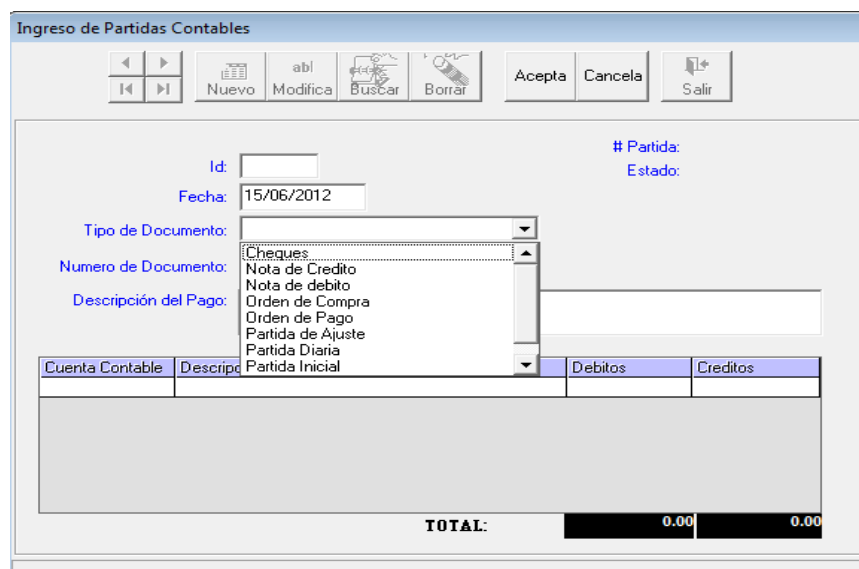 Ingreso de Partidas Contables
Nuevo
abl
Modifica
Buscar
Borrar
Acepta
Cancela
Salir
# Partida:
Id:
Estado:
Fecha: 15/06/2012
Tipo de Documento:
Cheques
Numero de Documento:
Nota de Credito
Nota de debito
Descripción del Pago:
Orden de Compra
Orden de Pago
Partida de Ajuste
Partida Diaria
Partida Inicial
Cuenta Contable Descripc Debitos Creditos
TOTAL: 0.00 0.00